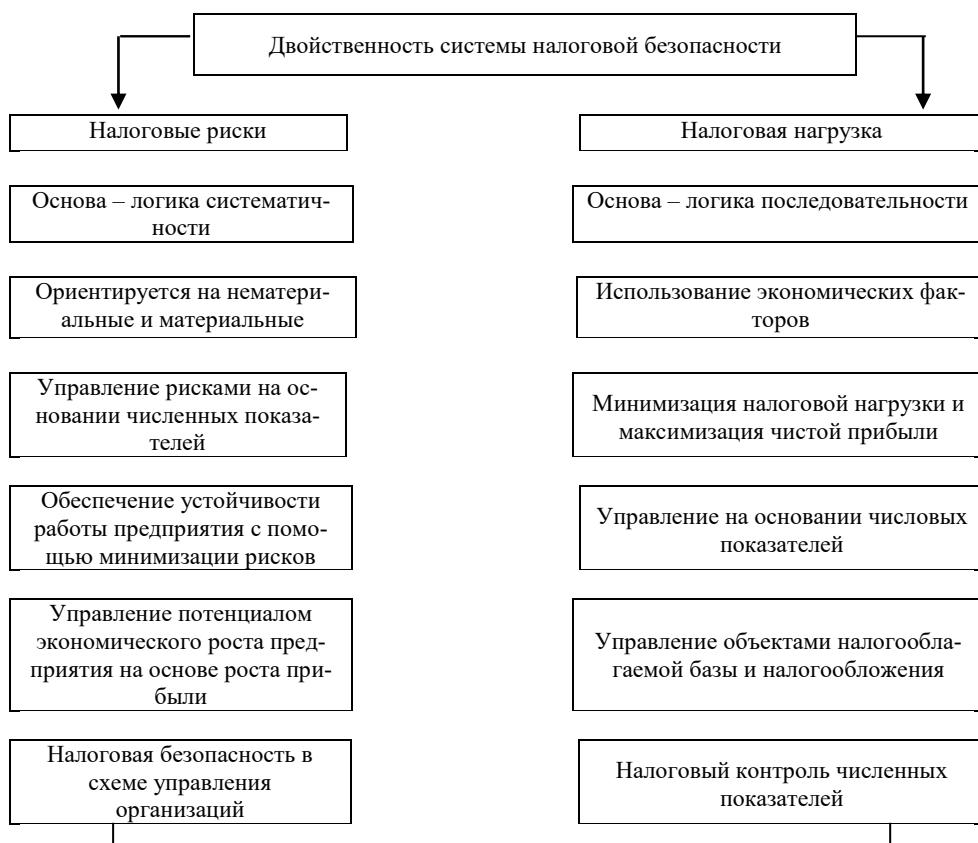 Двойственность системы налоговой безопасности
Налоговые риски
Налоговая нагрузка
Основа – логика систематич-
ности
Основа – логика последовательности
Ориентируется на нематери-
альные и материальные
Использование экономических фак-
торов
Управление рисками на ос-
новании численных показа-
телей
Минимизация налоговой нагрузки и
максимизация чистой прибыли
Обеспечение устойчивости
работы предприятия с помо-
щью минимизации рисков
Управление на основании числовых
показателей
Управление потенциалом
экономического роста пред-
приятия на основе роста при-
были
Управление объектами налогообла-
гаемой базы и налогообложения
Налоговая безопасность в
схеме управления
организаций
Налоговый контроль численных
показателей